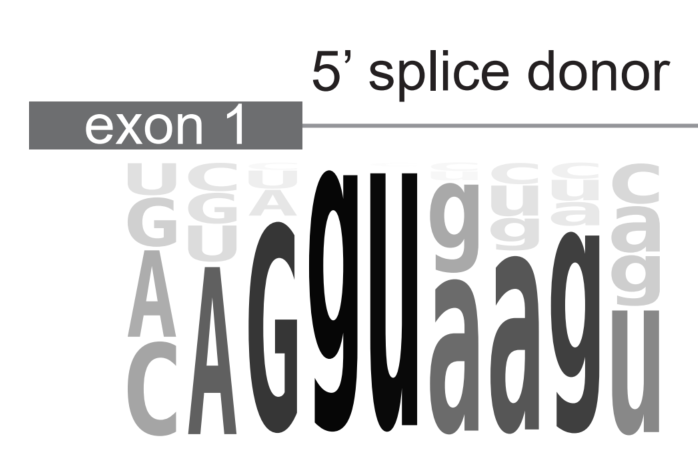 5’ splice donor
exon 1
U C U g u g c c c
G G A g u u a
A U g a g
C A G g u a a g u